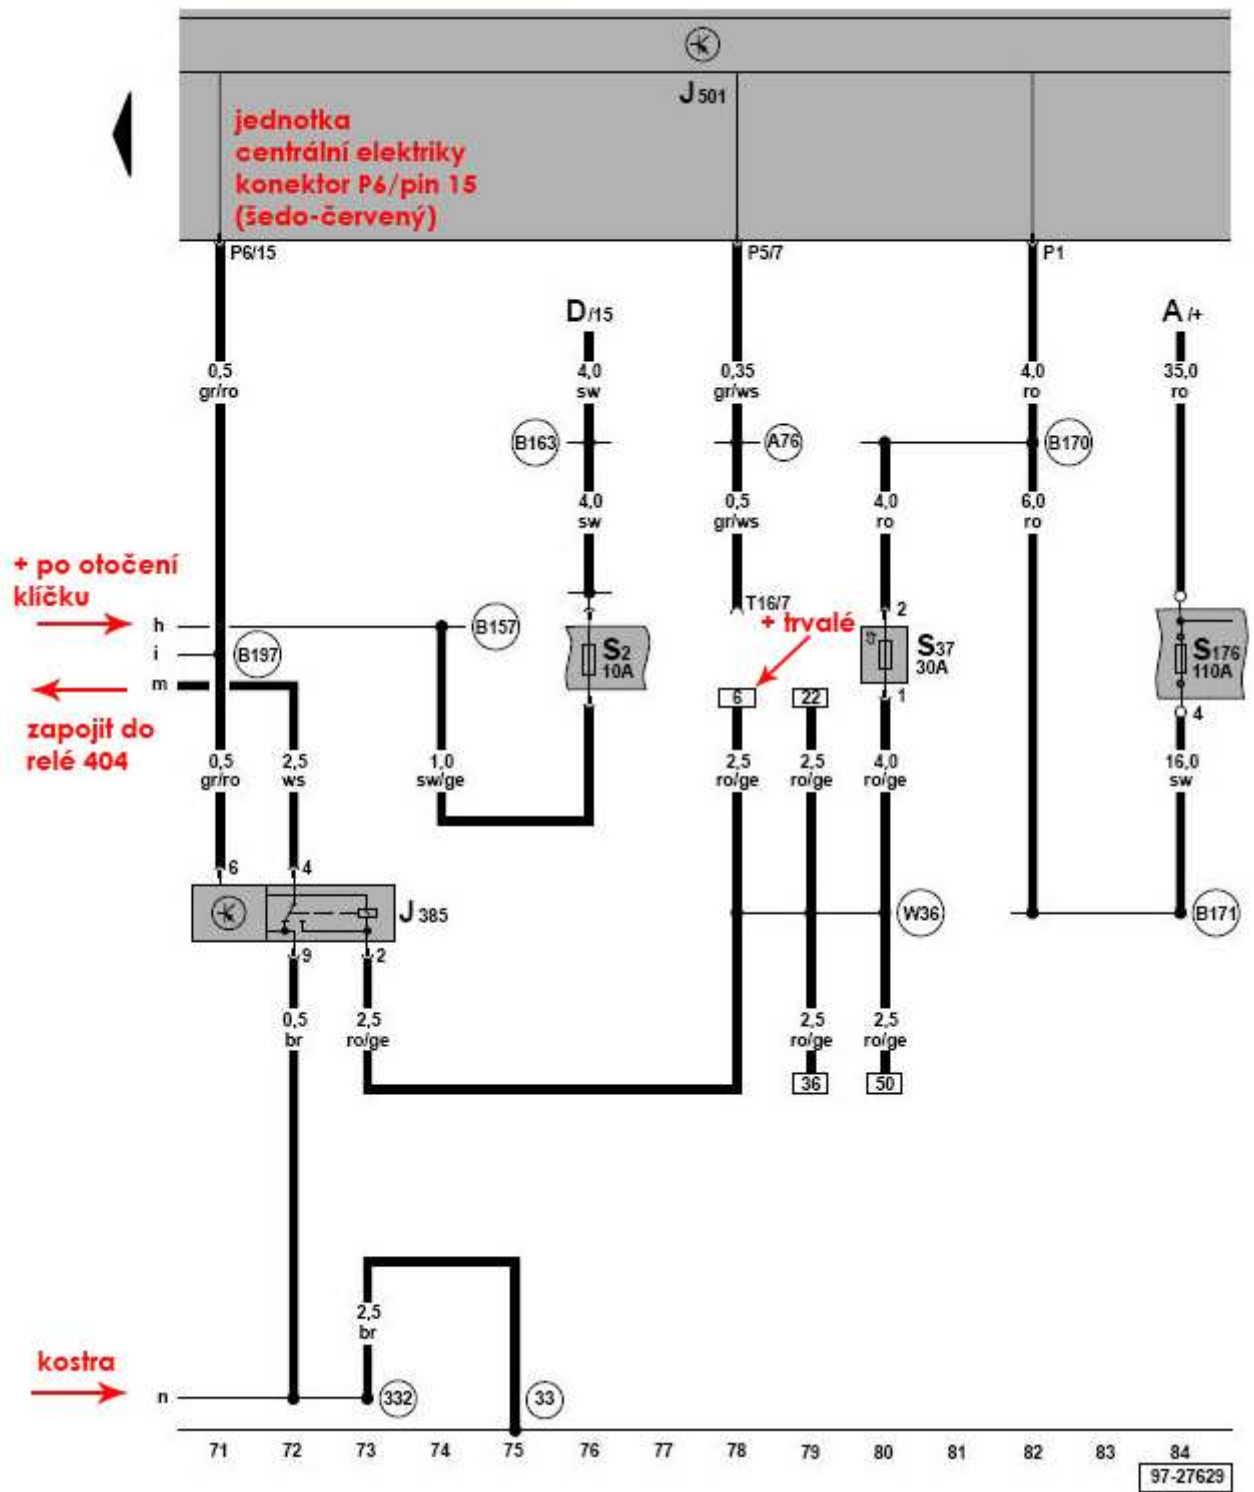 J 501
jednotka
centrální elektriky
konektor P6/pin 15
(šedo-červený)
P6/15
P5/7
P1
D/15
A/+
0,5
gr/ro
4,0
sw
0,35
gr/ws
4,0
ro
35,0
ro
B163
A76
B170
4,0
sw
0,5
gr/ws
4,0
ro
6,0
ro
+ po otočení
klíčku
T16/7
2
+ trvalé
h
B157
i
B197
m
S2
10A
S37
30A
S176
110A
6
22
1
4
zapojit do
relé 404
0,5
gr/ro
2,5
ws
1,0
sw/ge
2,5
ro/ge
2,5
ro/ge
4,0
ro/ge
16,0
sw
6
4
J 385
W36
B171
9
2
0,5
br
2,5
ro/ge
2,5
ro/ge
2,5
ro/ge
36
50
2,5
br
kostra
n
332
33
71 72 73 74 75 76 77 78 79 80 81 82 83 84
97-27629